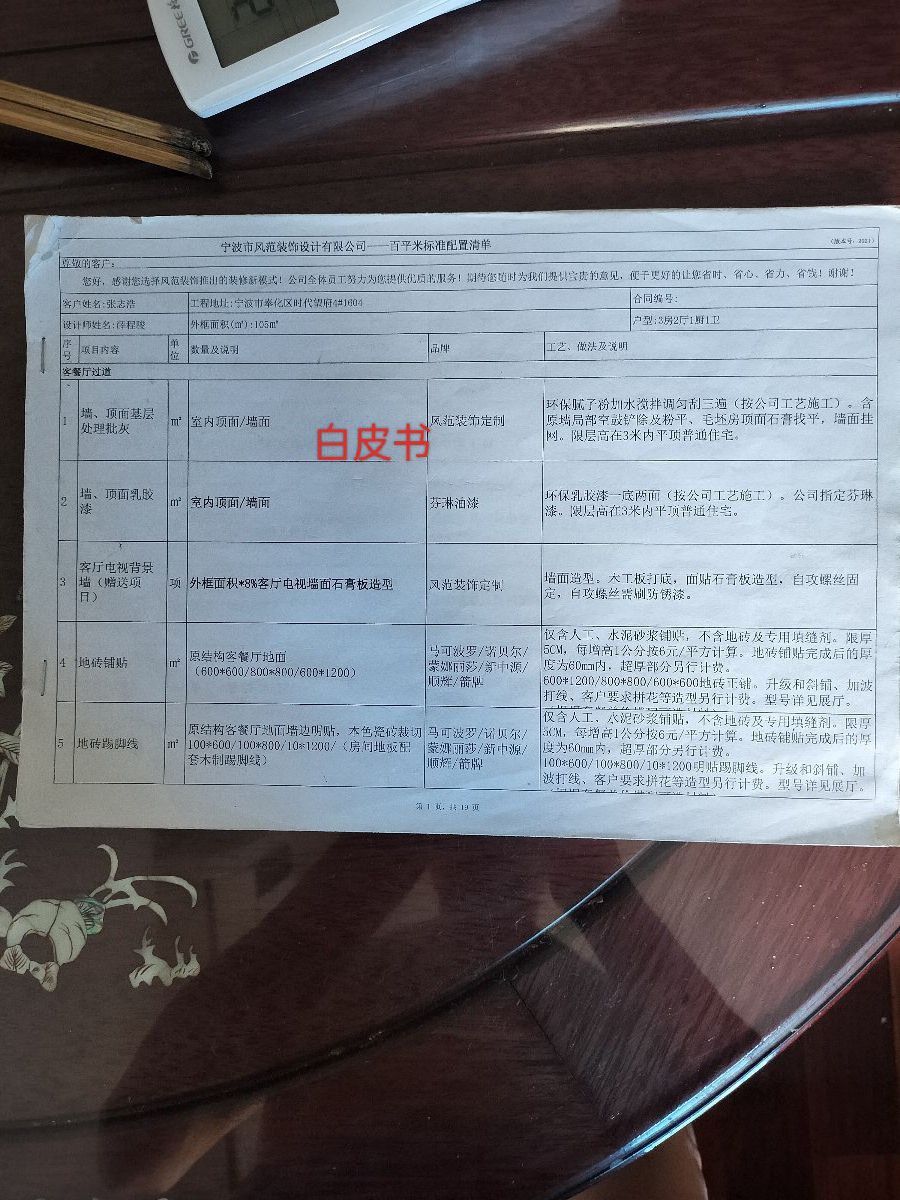 GREE格
宁波市风范装饰设计有限公司——百平米标准配置清单
(版本号：2021)
尊敬的客户：
您好，感谢您选择风范装饰推出的装修新模式！公司全体员工努力为您提供优质的服务！期待您随时为我们提供宝贵的意见，便于更好的让您省时、省心、省力、省钱！谢谢！
客户姓名:张志浩 工程地址:宁波市奉化区时代望府4#1604 合同编号:
设计师姓名:薛程骏 外框面积(㎡):105㎡ 户型:3房2厅1厨1卫
序号 项目内容 单位 数量及说明 品牌 工艺、做法及说明
客餐厅过道
1 墙、顶面基层
处理批灰
㎡ 室内顶面/墙面 风范装饰定制
环保腻子粉加水搅拌调匀刮三遍（按公司工艺施工）。含
原墙局部空鼓铲除及粉平、毛坯房顶面石膏找平，墙面挂
网。限层高在3米内平顶普通住宅。
白皮书
2 墙、顶面乳胶
漆
㎡ 室内顶面/墙面 芬琳油漆
环保乳胶漆一底两面（按公司工艺施工）。公司指定芬琳
漆。限层高在3米内平顶普通住宅。
3 客厅电视背景
墙（赠送项
目）
项 外框面积*8%客厅电视墙面石膏板造型 风范装饰定制
墙面造型。木工板打底，面贴石膏板造型，自攻螺丝固
定，自攻螺丝需刷防锈漆。
4 地砖铺贴 ㎡ 原结构客餐厅地面
（600*600/800*800/600*1200）
马可波罗/诺贝尔/
蒙娜丽莎/新中源/
顺辉/箭牌
仅含人工、水泥砂浆铺贴，不含地砖及专用填缝剂。限厚
5CM，每增高1公分按6元/平方计算。地砖铺贴完成后的厚
度为60mm内，超厚部分另行计费。
600*1200/800*800/600*600地砖正铺。升级和斜铺、加波
打线、客户要求拼花等造型另行计费。型号详见展厅。
5 地砖踢脚线 ㎡ 原结构客餐厅地面墙边明贴，本色瓷砖裁切
100*600/100*800/10*1200/（房间地板配
套木制踢脚线）
马可波罗/诺贝尔/
蒙娜丽莎/新中源/
顺辉/箭牌
仅含人工、水泥砂浆铺贴，不含地砖及专用填缝剂。限厚
5CM，每增高1公分按6元/平方计算。地砖铺贴完成后的厚
度为60mm内，超厚部分另行计费。
100*600/100*800/10*1200明贴踢脚线。升级和斜铺、加
波打线、客户要求拼花等造型另行计费。型号详见展厅。
第 1 页，共 19 页